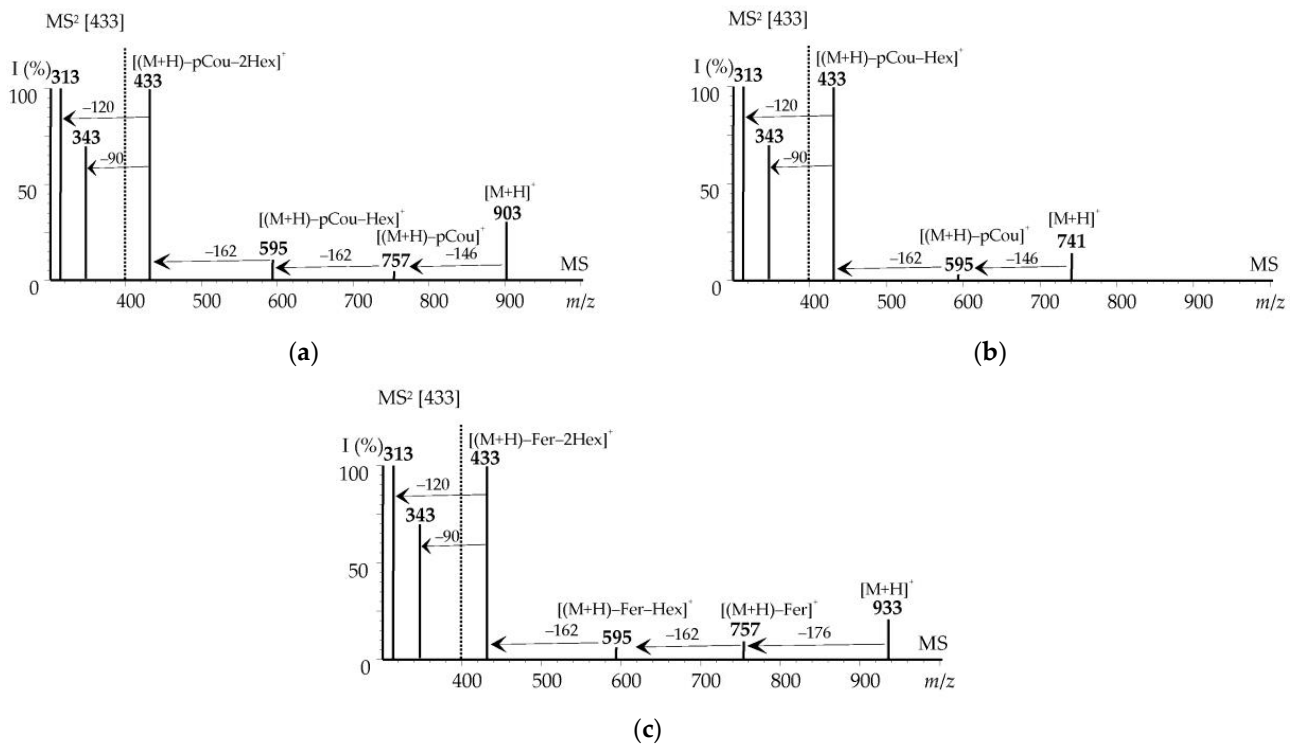 MS² [433]
[(M+H)–pCou–2Hex]⁺
I (%)
313
433
100
–120
343
–90
50
[M+H]⁺
903
[(M+H)–pCou–Hex]⁺
[(M+H)–pCou]⁺
595
757
–162
–162
–146
MS
0
400
500
600
700
800
900
m/z
(a)
MS² [433]
[(M+H)–pCou–Hex]⁺
I (%)
313
433
100
–120
343
–90
50
[M+H]⁺
741
[(M+H)–pCou]⁺
–162
595
–146
MS
0
400
500
600
700
800
900
m/z
(b)
MS² [433]
[(M+H)–Fer–2Hex]⁺
I (%)
313
433
100
–120
343
–90
50
[M+H]⁺
933
[(M+H)–Fer–Hex]⁺
[(M+H)–Fer]⁺
–162
595
–162
757
–176
MS
0
400
500
600
700
800
900
m/z
(c)